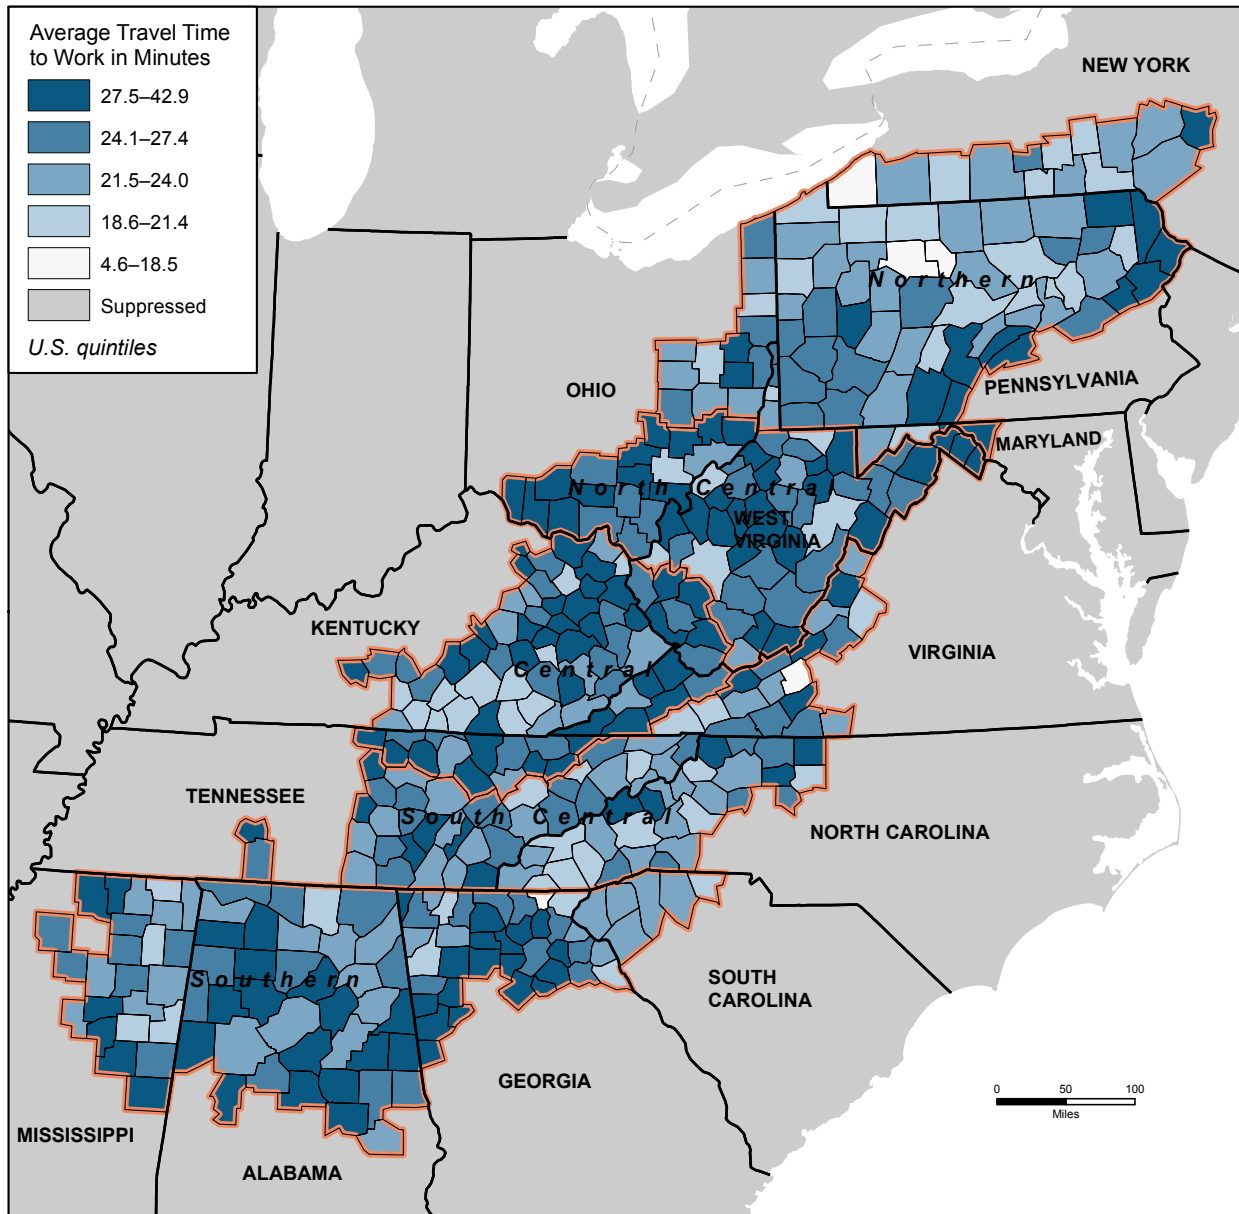 Average Travel Time
to Work in Minutes
27.5–42.9
24.1–27.4
21.5–24.0
18.6–21.4
4.6–18.5
Suppressed
U.S. quintiles
NEW YORK
Northern
PENNSYLVANIA
OHIO
MARYLAND
North Central
WEST
VIRGINIA
KENTUCKY
VIRGINIA
Central
TENNESSEE
South Central
NORTH CAROLINA
Southern
SOUTH
CAROLINA
GEORGIA
0 50 100
Miles
MISSISSIPPI
ALABAMA